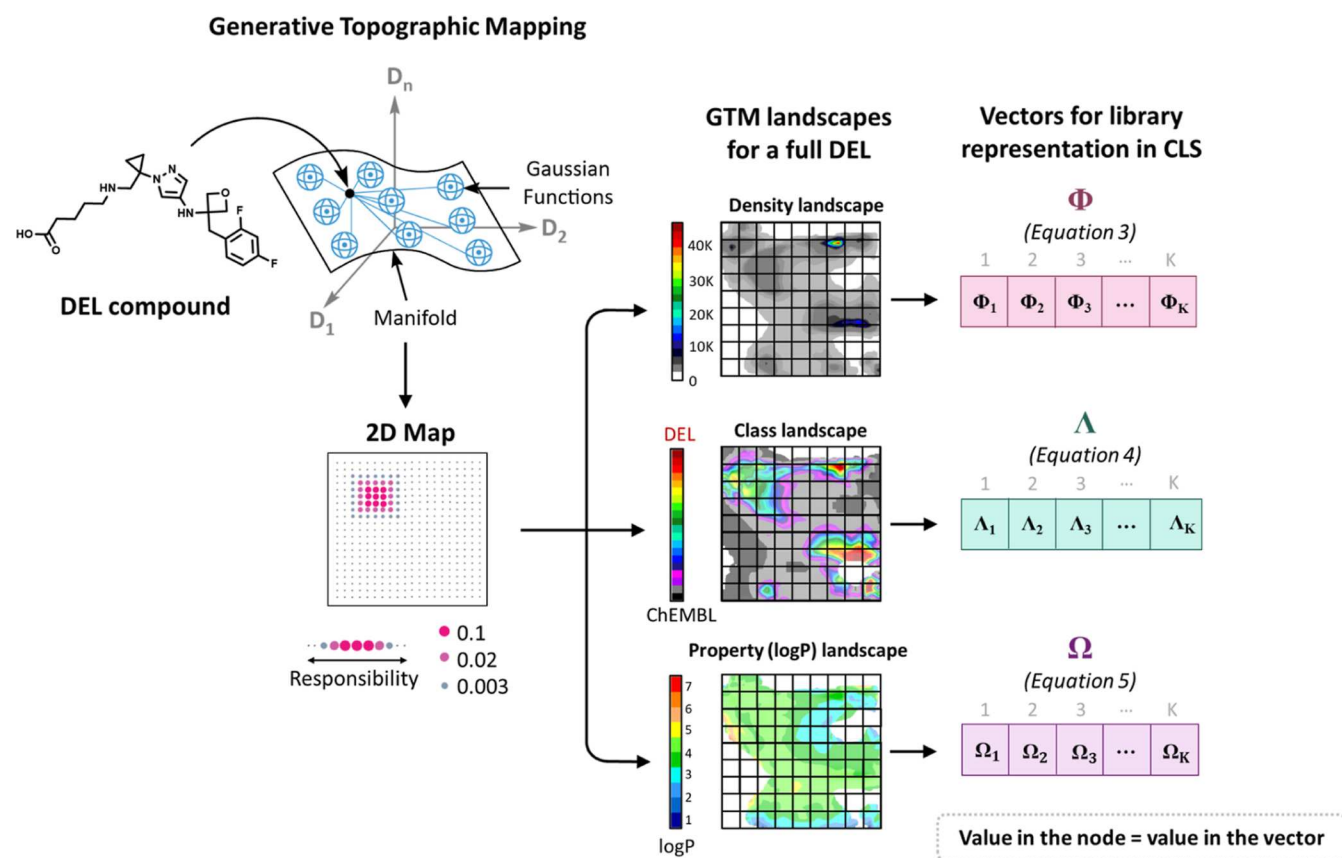 Generative Topographic Mapping
Dn
D2
D1
Gaussian
Functions
Manifold
HO
O
HN
N
N
HN
O
F
F
DEL compound
2D Map
Responsibility
0.1
0.02
0.003
GTM landscapes
for a full DEL
Density landscape
40K
30K
20K
10K
0
Class landscape
DEL
ChEMBL
Property (logP) landscape
7
6
5
4
3
2
1
logP
Vectors for library
representation in CLS
Φ
(Equation 3)
1 2 3 ... K
Φ1 Φ2 Φ3 ... ΦK
Λ
(Equation 4)
1 2 3 ... K
Λ1 Λ2 Λ3 ... ΛK
Ω
(Equation 5)
1 2 3 ... K
Ω1 Ω2 Ω3 ... ΩK
Value in the node = value in the vector